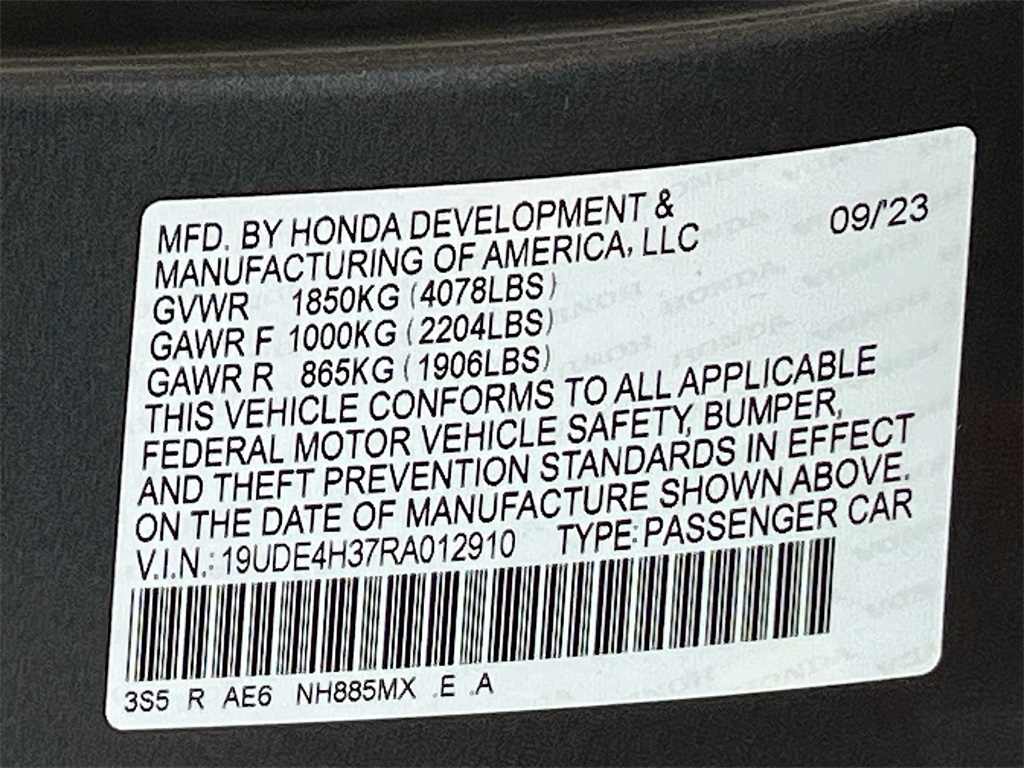 MFD. BY HONDA DEVELOPMENT &
MANUFACTURING OF AMERICA, LLC
09/'23
GVWR 1850KG (4078LBS)
GAWR F 1000KG (2204LBS)
GAWR R 865KG (1906LBS)
THIS VEHICLE CONFORMS TO ALL APPLICABLE
FEDERAL MOTOR VEHICLE SAFETY, BUMPER,
AND THEFT PREVENTION STANDARDS IN EFFECT
ON THE DATE OF MANUFACTURE SHOWN ABOVE.
V.I.N.: 19UDE4H37RA012910 TYPE: PASSENGER CAR
3S5 R AE6 NH885MX .E .A